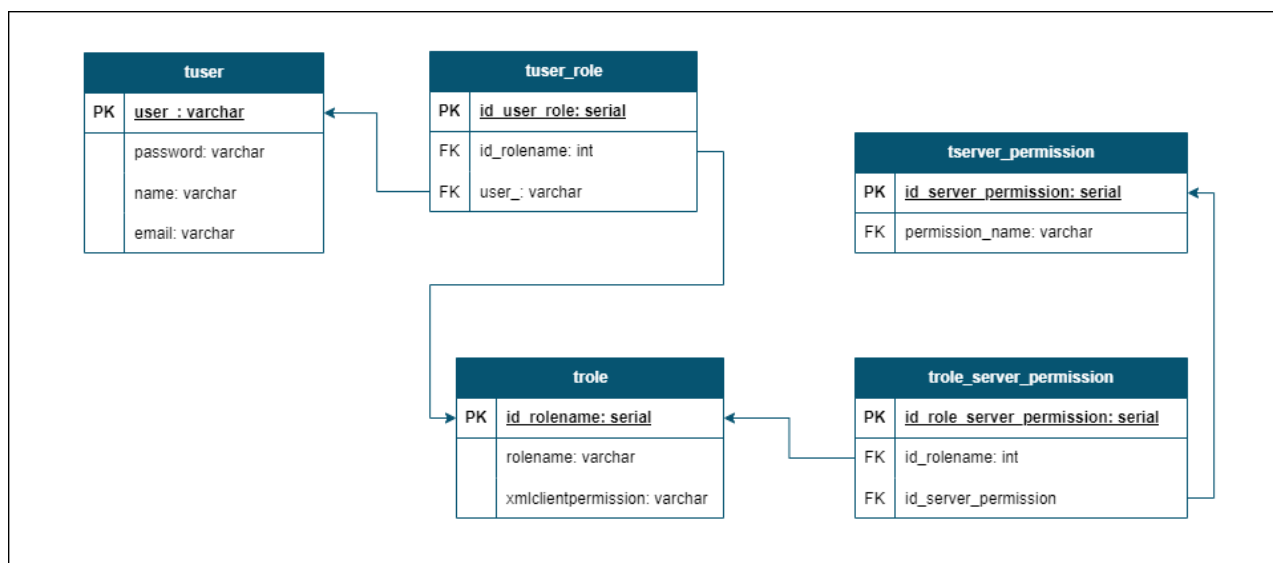 tuser
PK user_: varchar
password: varchar
name: varchar
email: varchar
tuser_role
PK id_user_role: serial
FK id_rolename: int
FK user_: varchar
tserver_permission
PK id_server_permission: serial
FK permission_name: varchar
trole
PK id_rolename: serial
rolename: varchar
xmlclientpermission: varchar
trole_server_permission
PK id_role_server_permission: serial
FK id_rolename: int
FK id_server_permission